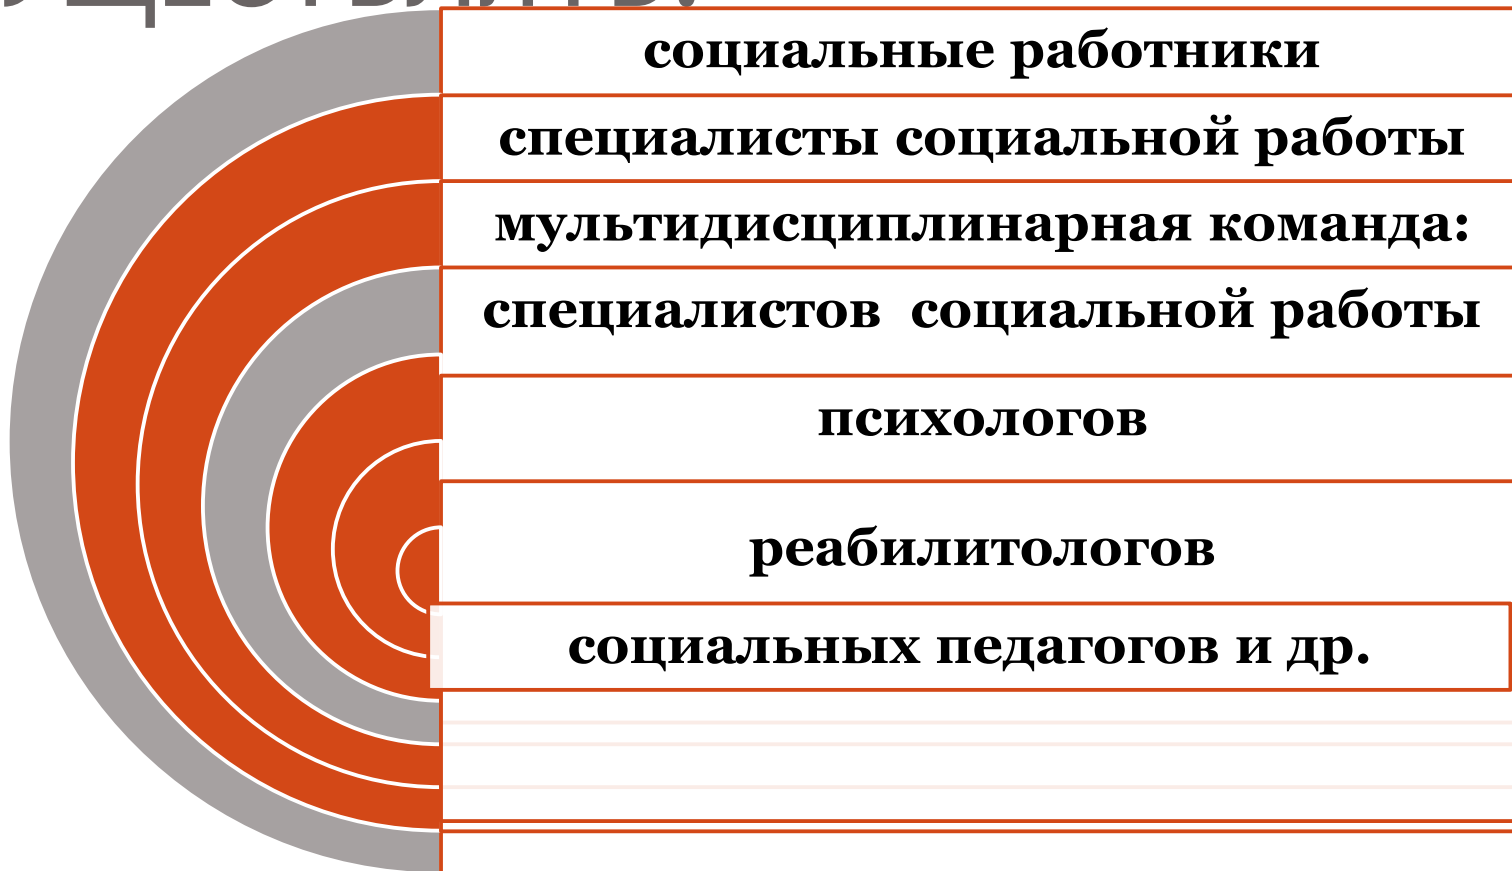 социальные работники
специалисты социальной работы
мультидисциплинарная команда:
специалистов социальной работы
психологов
реабилитологов
социальных педагогов и др.